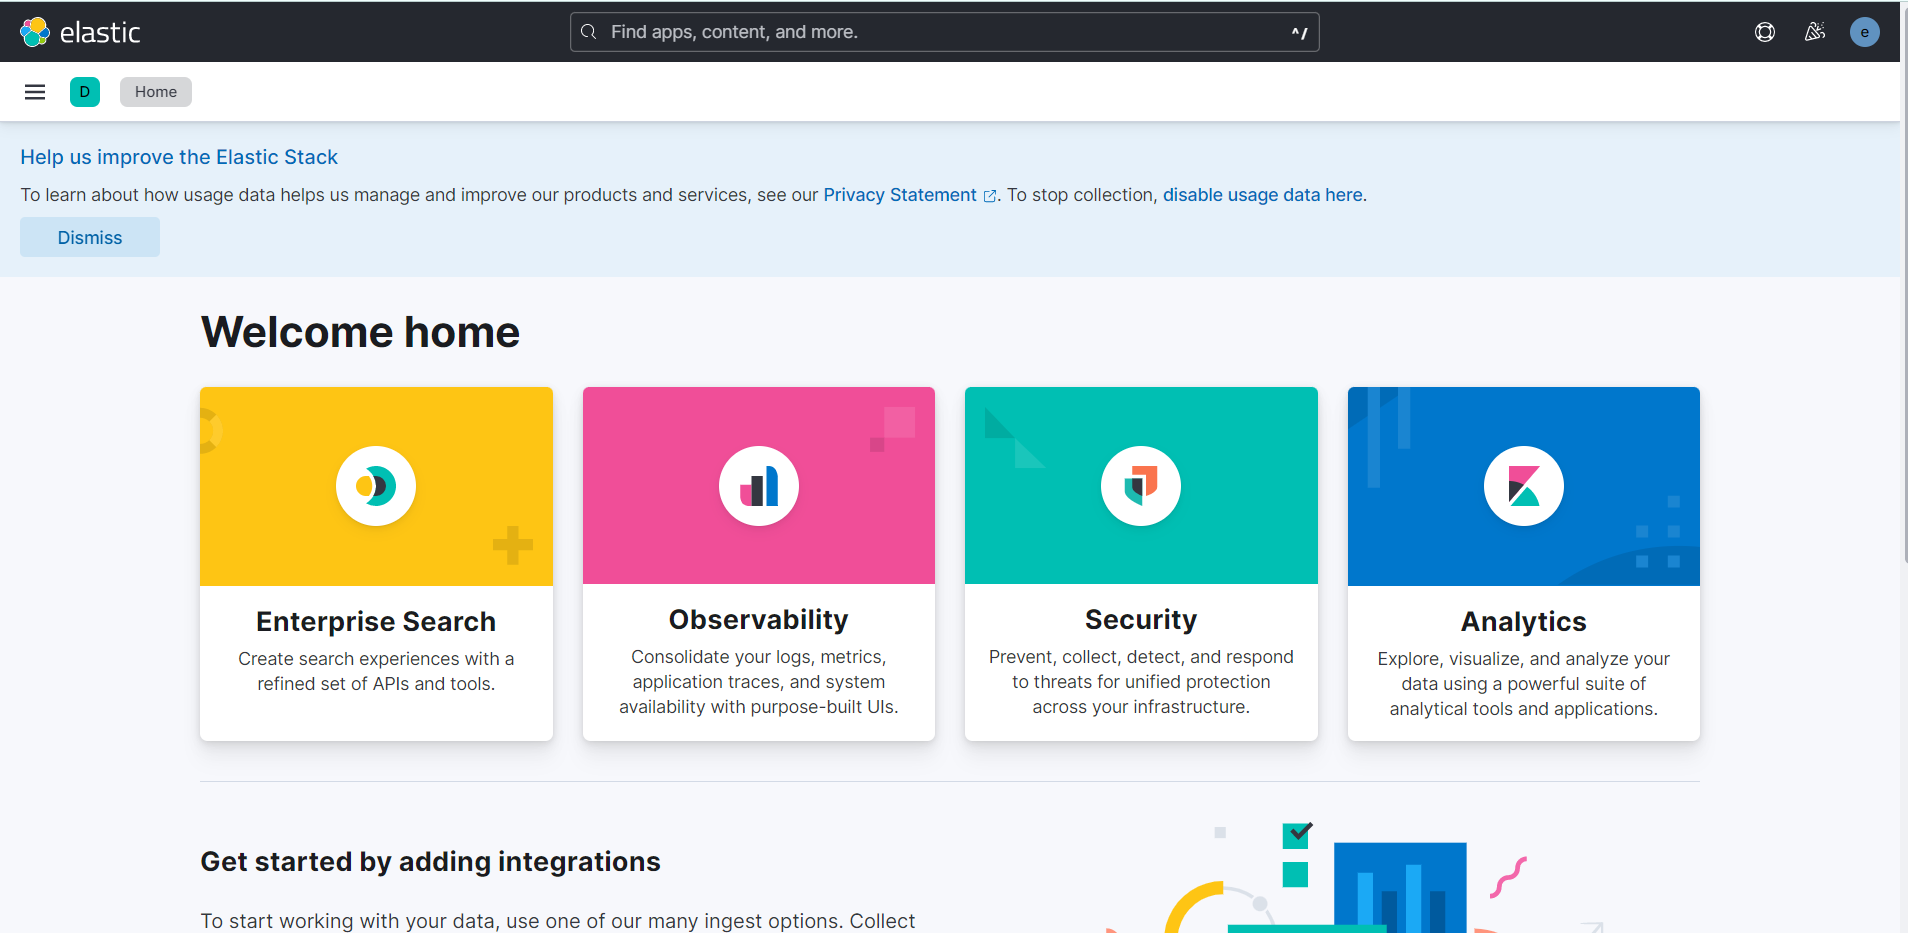 elastic
Find apps, content, and more.
^/
e
D
Home
Help us improve the Elastic Stack
To learn about how usage data helps us manage and improve our products and services, see our Privacy Statement. To stop collection, disable usage data here.
Dismiss
Welcome home
Enterprise Search
Create search experiences with a
refined set of APIs and tools.
Observability
Consolidate your logs, metrics,
application traces, and system
availability with purpose-built UIs.
Security
Prevent, collect, detect, and respond
to threats for unified protection
across your infrastructure.
Analytics
Explore, visualize, and analyze your
data using a powerful suite of
analytical tools and applications.
Get started by adding integrations
To start working with your data, use one of our many ingest options. Collect